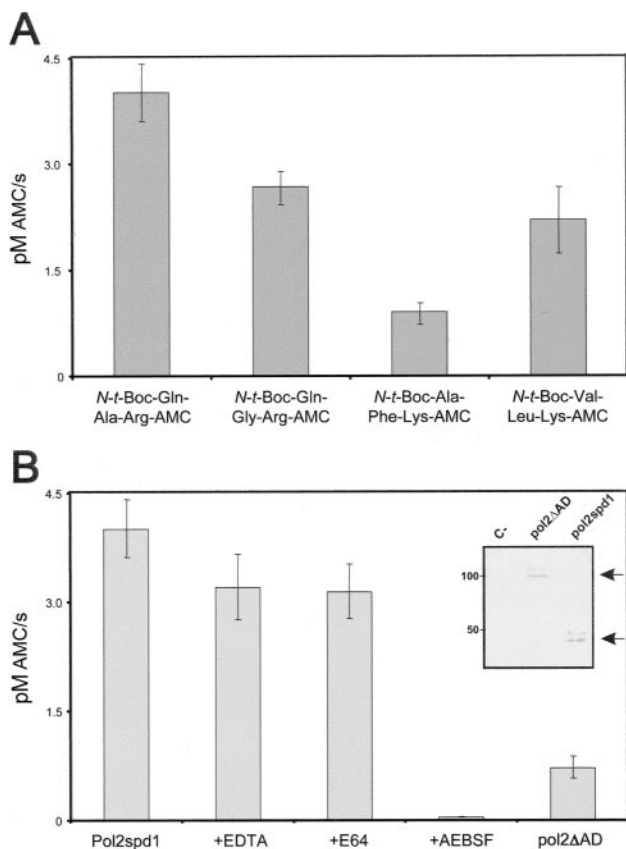 A
4.5
3.0
1.5
0
pM AMC/s
N-t-Boc-Gln-
Ala-Arg-AMC
N-t-Boc-Gln-
Gly-Arg-AMC
N-t-Boc-Ala-
Phe-Lys-AMC
N-t-Boc-Val-
Leu-Lys-AMC
B
4.5
3.0
1.5
0
pM AMC/s
C-
pol2ΔAD
pol2spd1
100
50
Pol2spd1
+EDTA
+E64
+AEBSF
pol2ΔAD